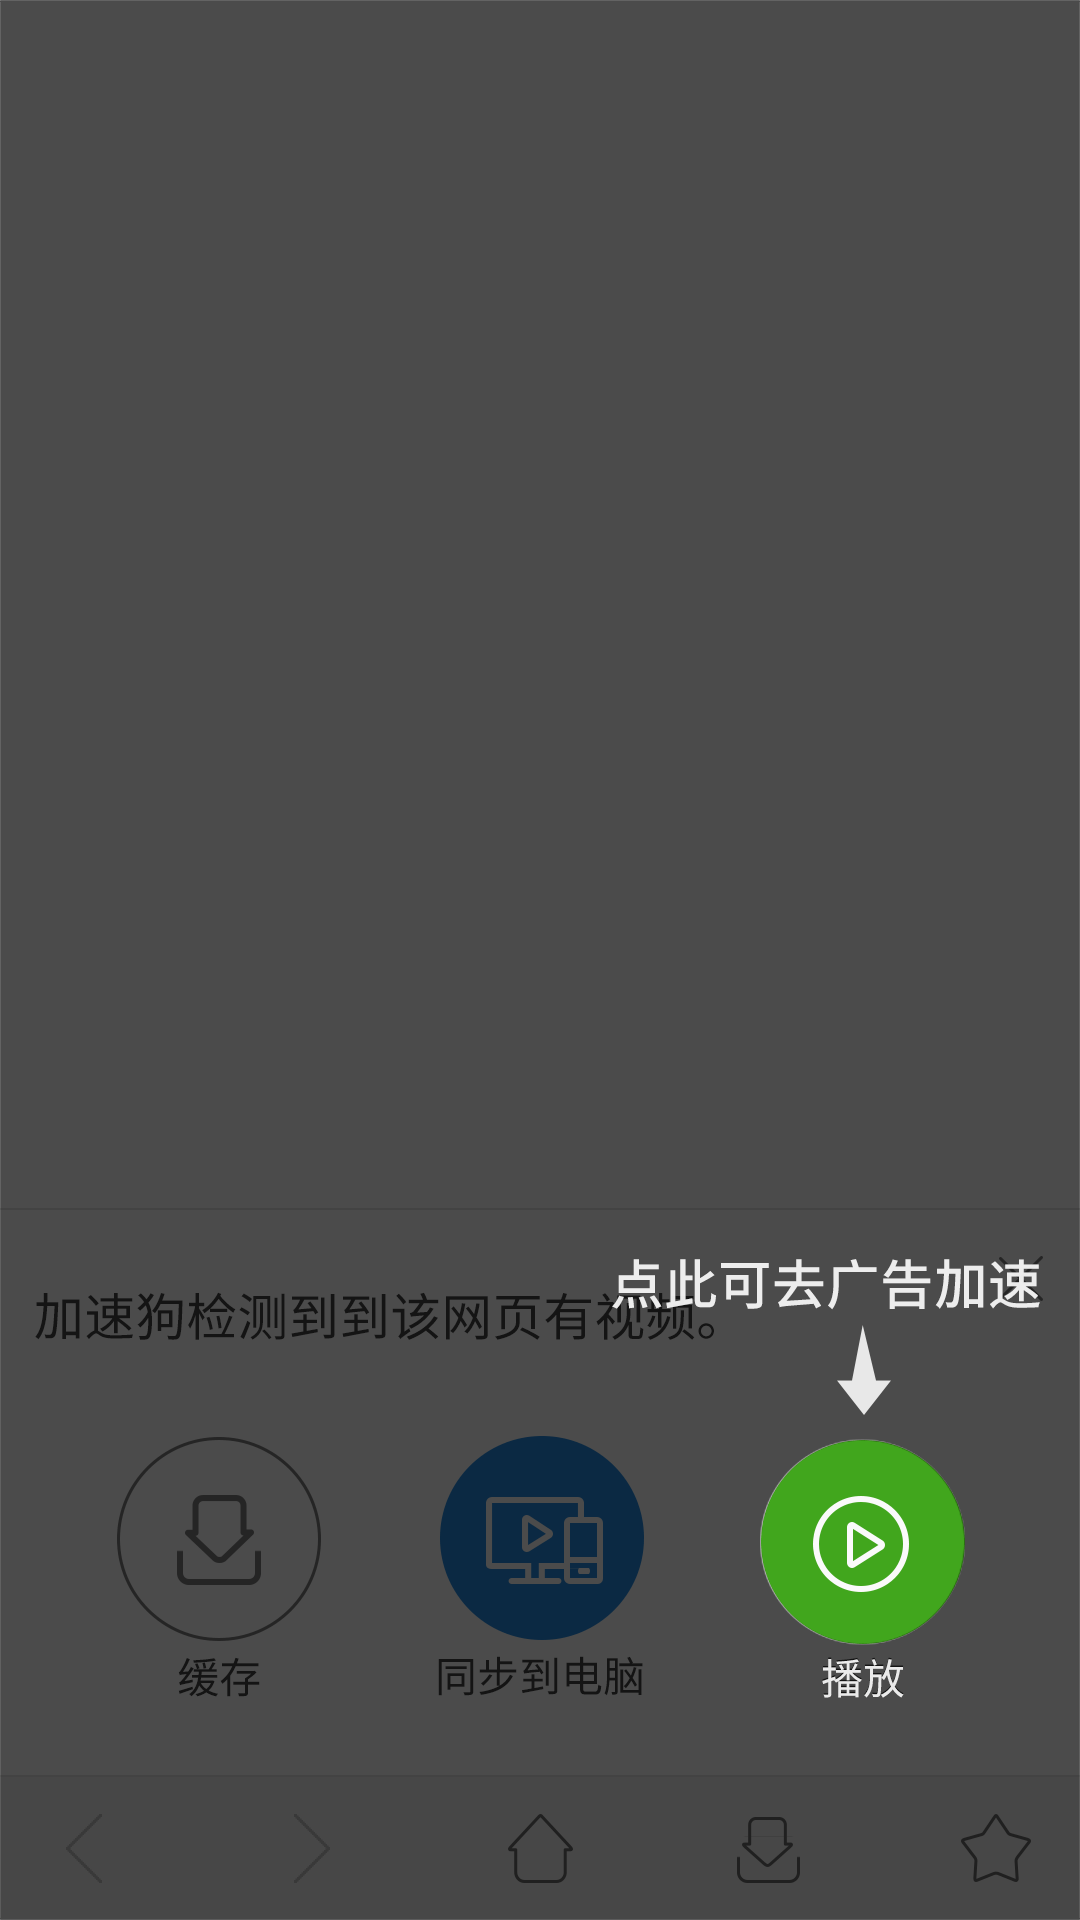 点此可去广告加速
加速狗检测到到该网页有视频。
缓存
同步到电脑
播放